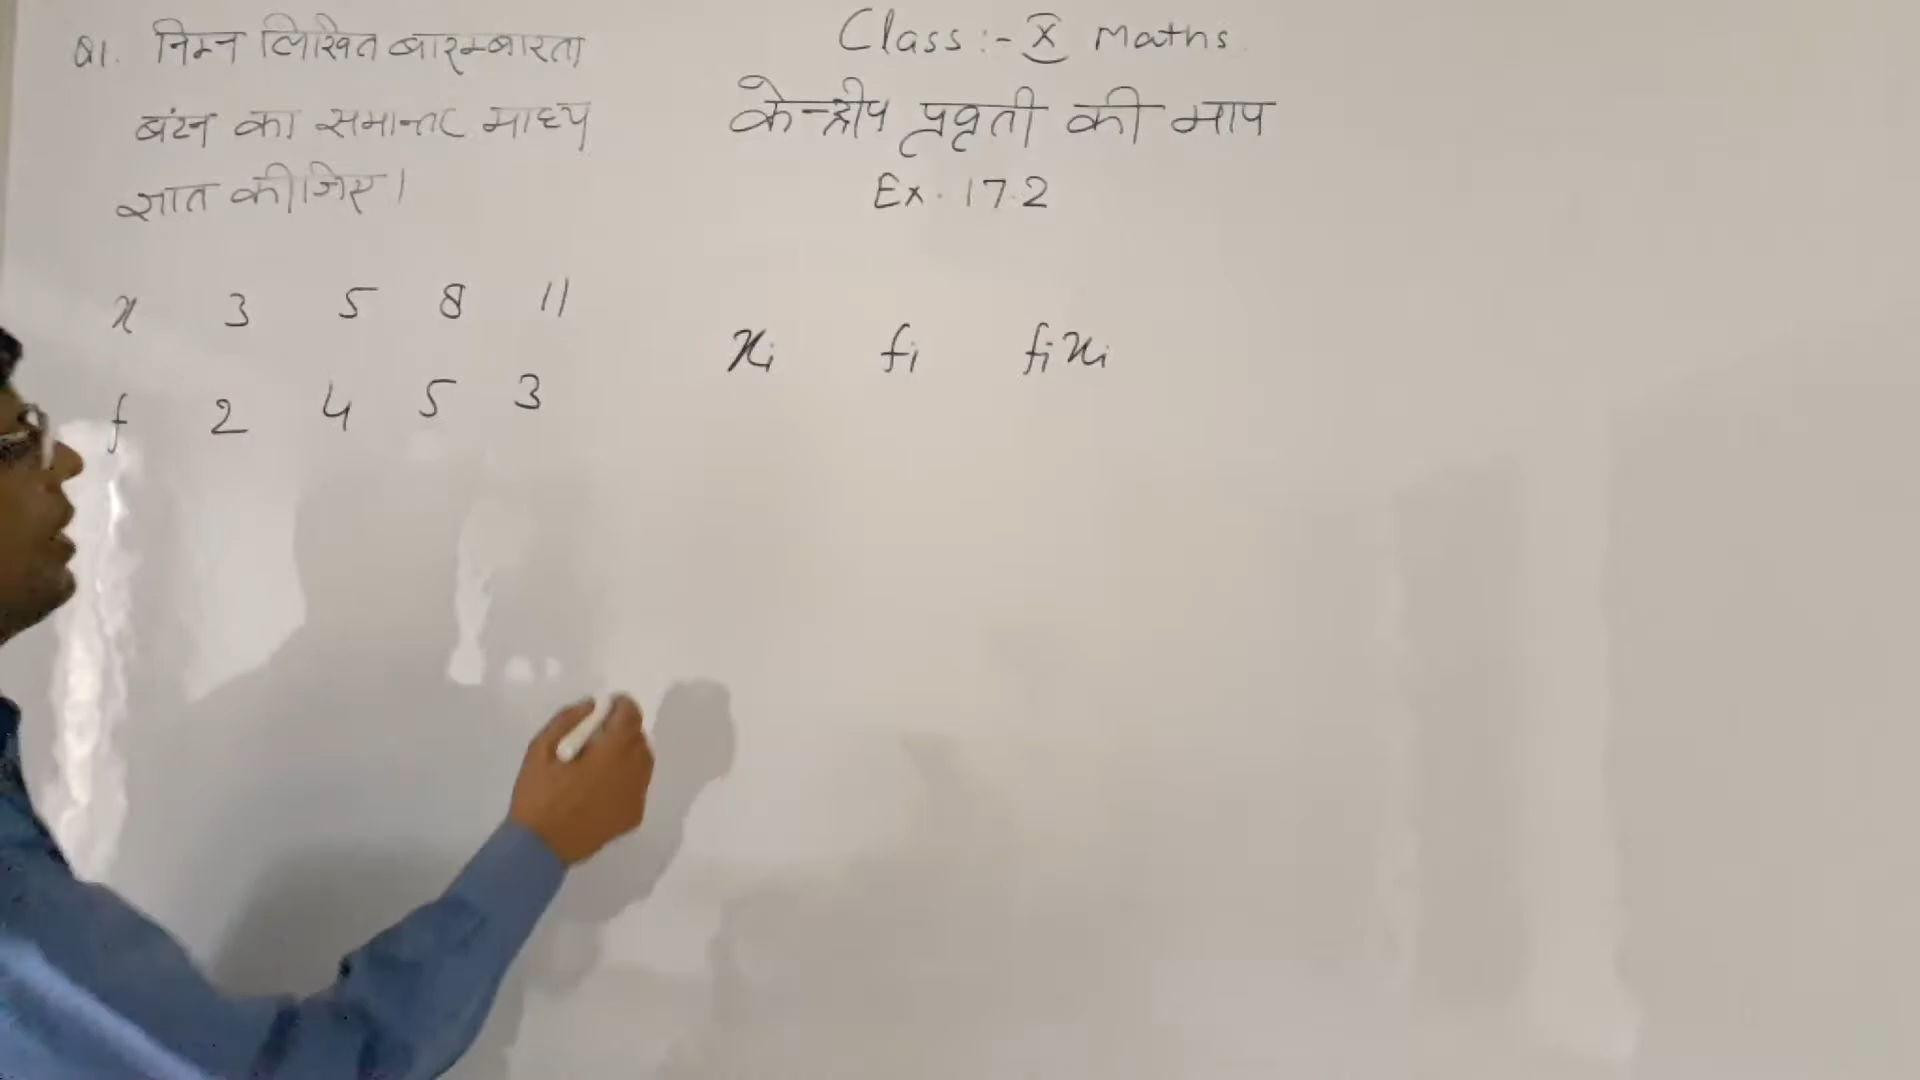 Q1. निम्न लिखित बारम्बारता
बंटन का समान्तर माध्य
ज्ञात कीजिए।
x 3 5 8 11
f 2 4 5 3
Class :- X Maths
केन्द्रीय प्रवृती की माप
Ex. 17.2
xi fi fixi